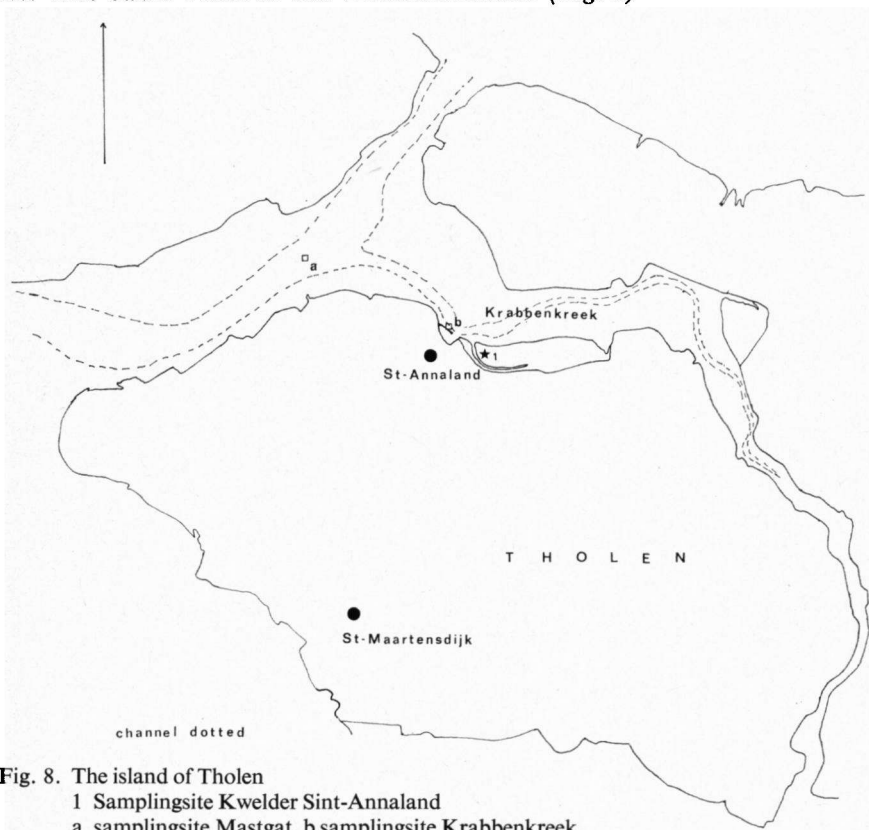 a
b
Krabbenkreek
1
St-Annaland
THOLEN
St-Maartensdijk
channel dotted
Fig. 8. The island of Tholen
1 Samplingsite Kwelder Sint-Annaland
a samplingsite Mastgat, b samplingsite Krabbenkreek